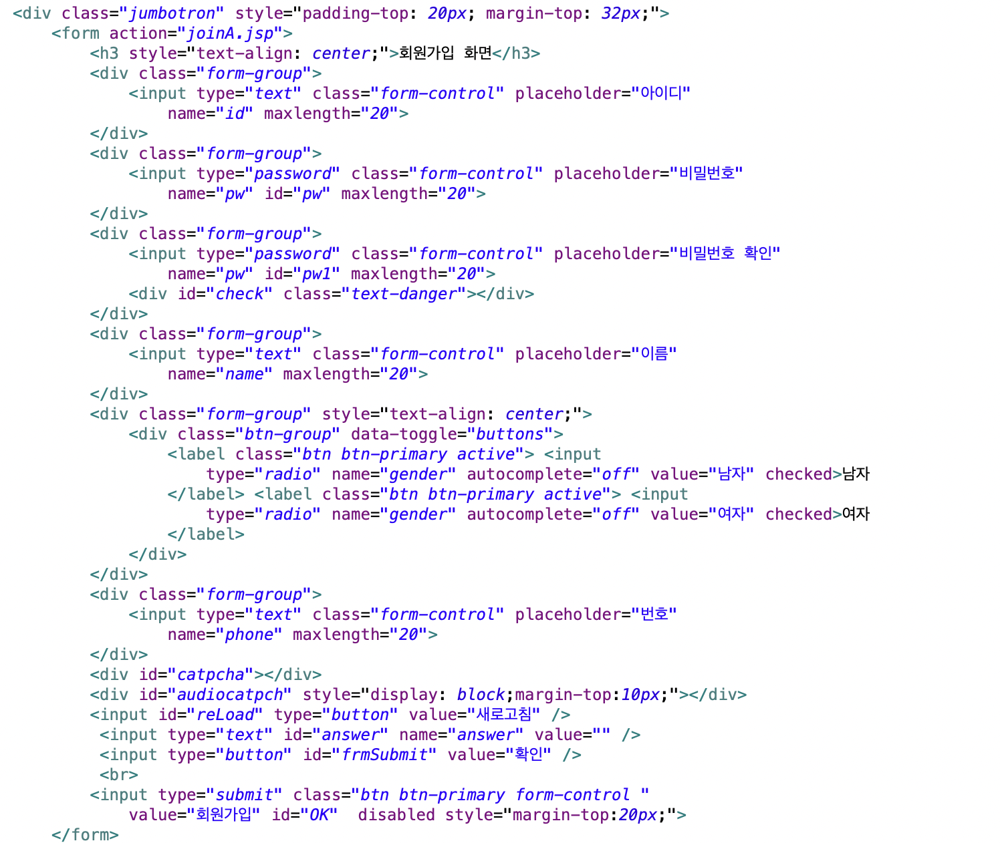 <div class="jumbotron" style="padding-top: 20px; margin-top: 32px;">
<form action="joinA.jsp">
<h3 style="text-align: center;">회원가입 화면</h3>
<div class="form-group">
<input type="text" class="form-control" placeholder="아이디"
name="id" maxlength="20">
</div>
<div class="form-group">
<input type="password" class="form-control" placeholder="비밀번호"
name="pw" id="pw" maxlength="20">
</div>
<div class="form-group">
<input type="password" class="form-control" placeholder="비밀번호 확인"
name="pw" id="pw1" maxlength="20">
<div id="check" class="text-danger"></div>
</div>
<div class="form-group">
<input type="text" class="form-control" placeholder="이름"
name="name" maxlength="20">
</div>
<div class="form-group" style="text-align: center;">
<div class="btn-group" data-toggle="buttons">
<label class="btn btn-primary active"> <input
type="radio" name="gender" autocomplete="off" value="남자" checked>남자
</label> <label class="btn btn-primary active"> <input
type="radio" name="gender" autocomplete="off" value="여자" checked>여자
</label>
</div>
</div>
<div class="form-group">
<input type="text" class="form-control" placeholder="번호"
name="phone" maxlength="20">
</div>
<div id="catpcha"></div>
<div id="audiocatpch" style="display: block;margin-top:10px;"></div>
<input id="reLoad" type="button" value="새로고침" />
<input type="text" id="answer" name="answer" value="" />
<input type="button" id="frmSubmit" value="확인" />
<br>
<input type="submit" class="btn btn-primary form-control "
value="회원가입" id="OK"  disabled style="margin-top:20px;">
</form>